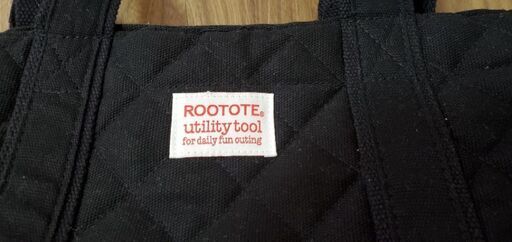 ROOTOTE®
utility tool
for daily fun outing